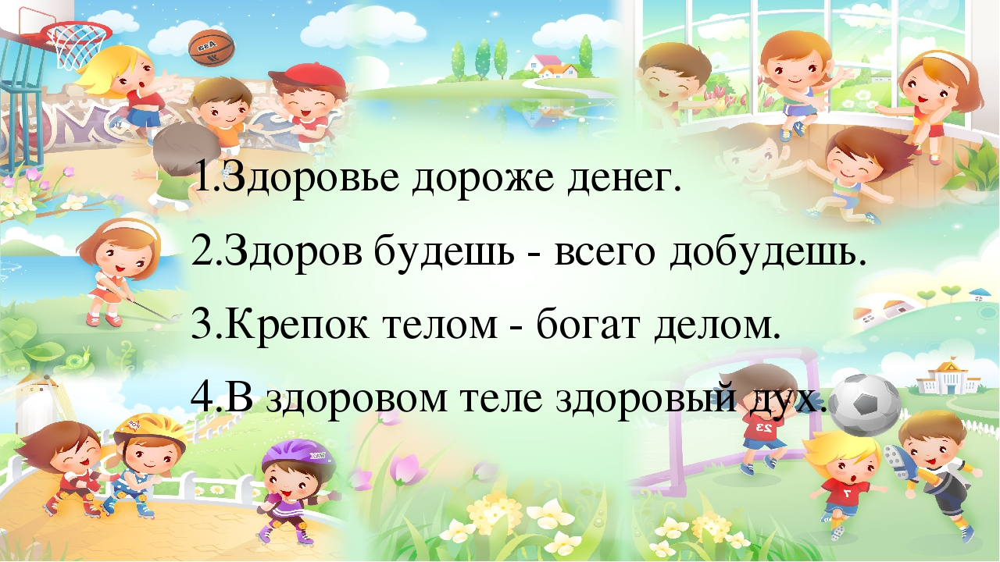 1.Здоровье дороже денег.
2.Здоров будешь - всего добудешь.
3.Крепок телом - богат делом.
4.В здоровом теле здоровый дух.
23
7